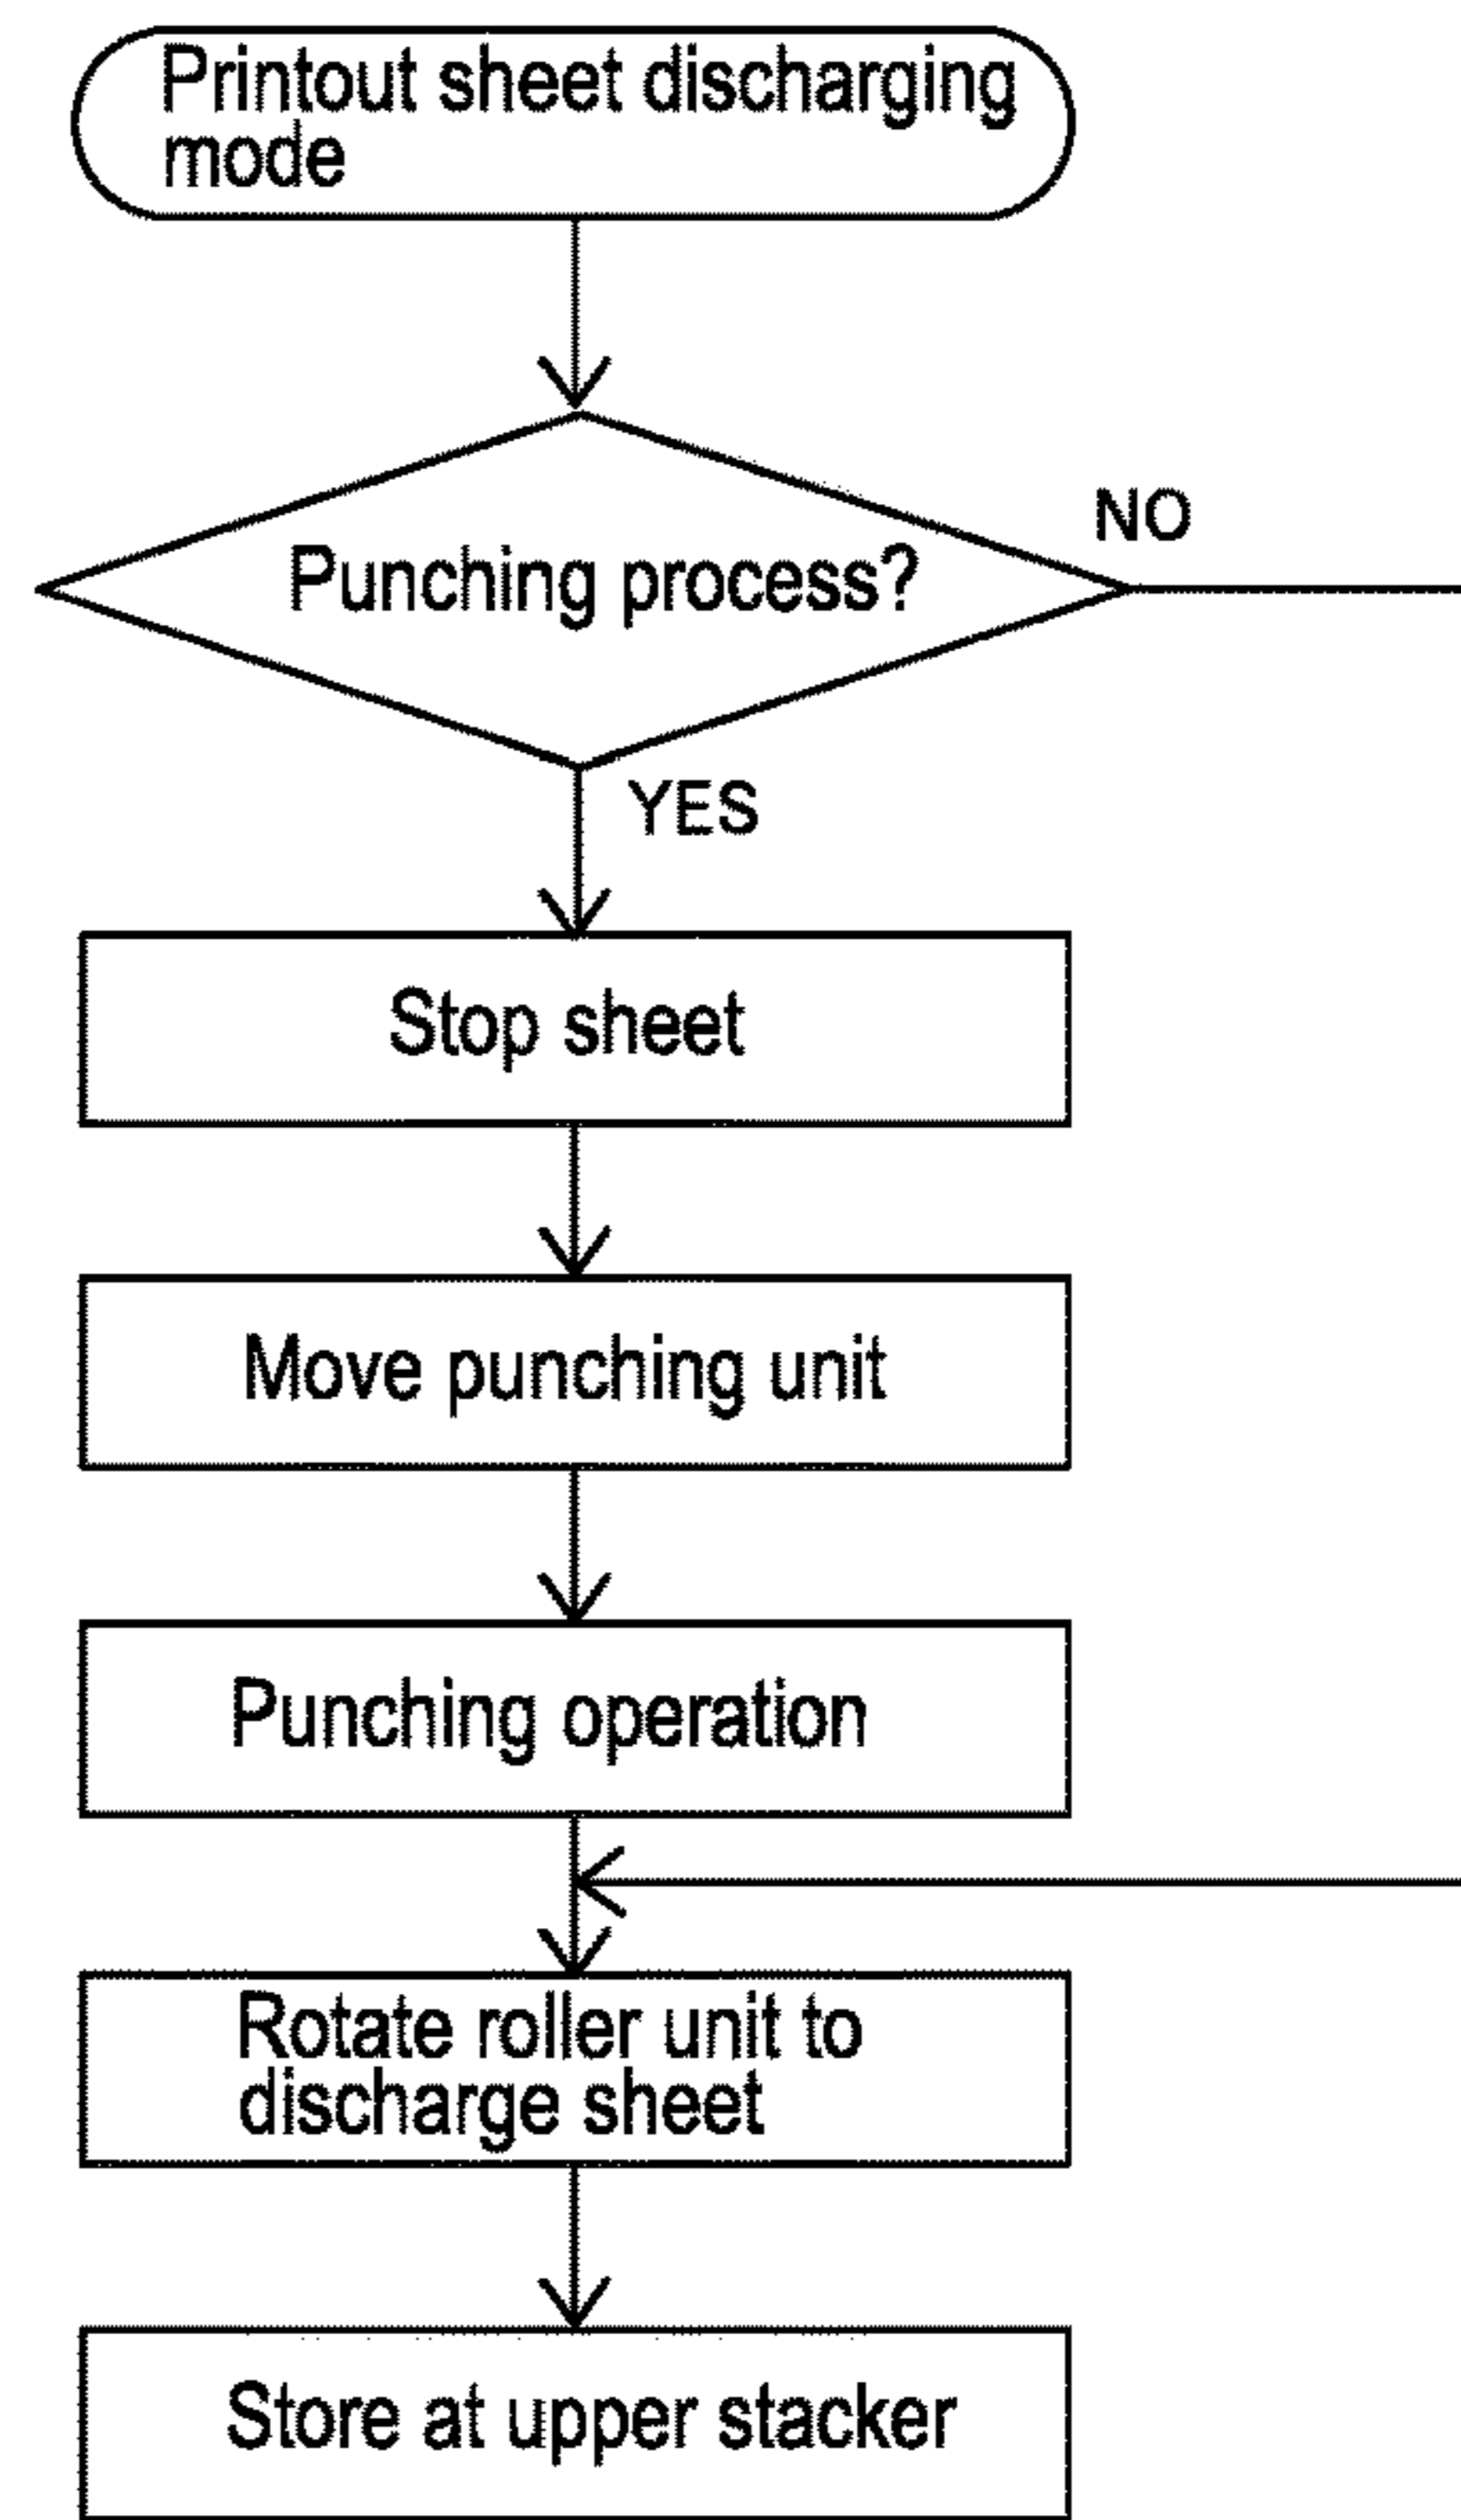 Printout sheet discharging
mode
Punching process?
NO
YES
Stop sheet
Move punching unit
Punching operation
Rotate roller unit to
discharge sheet
Store at upper stacker